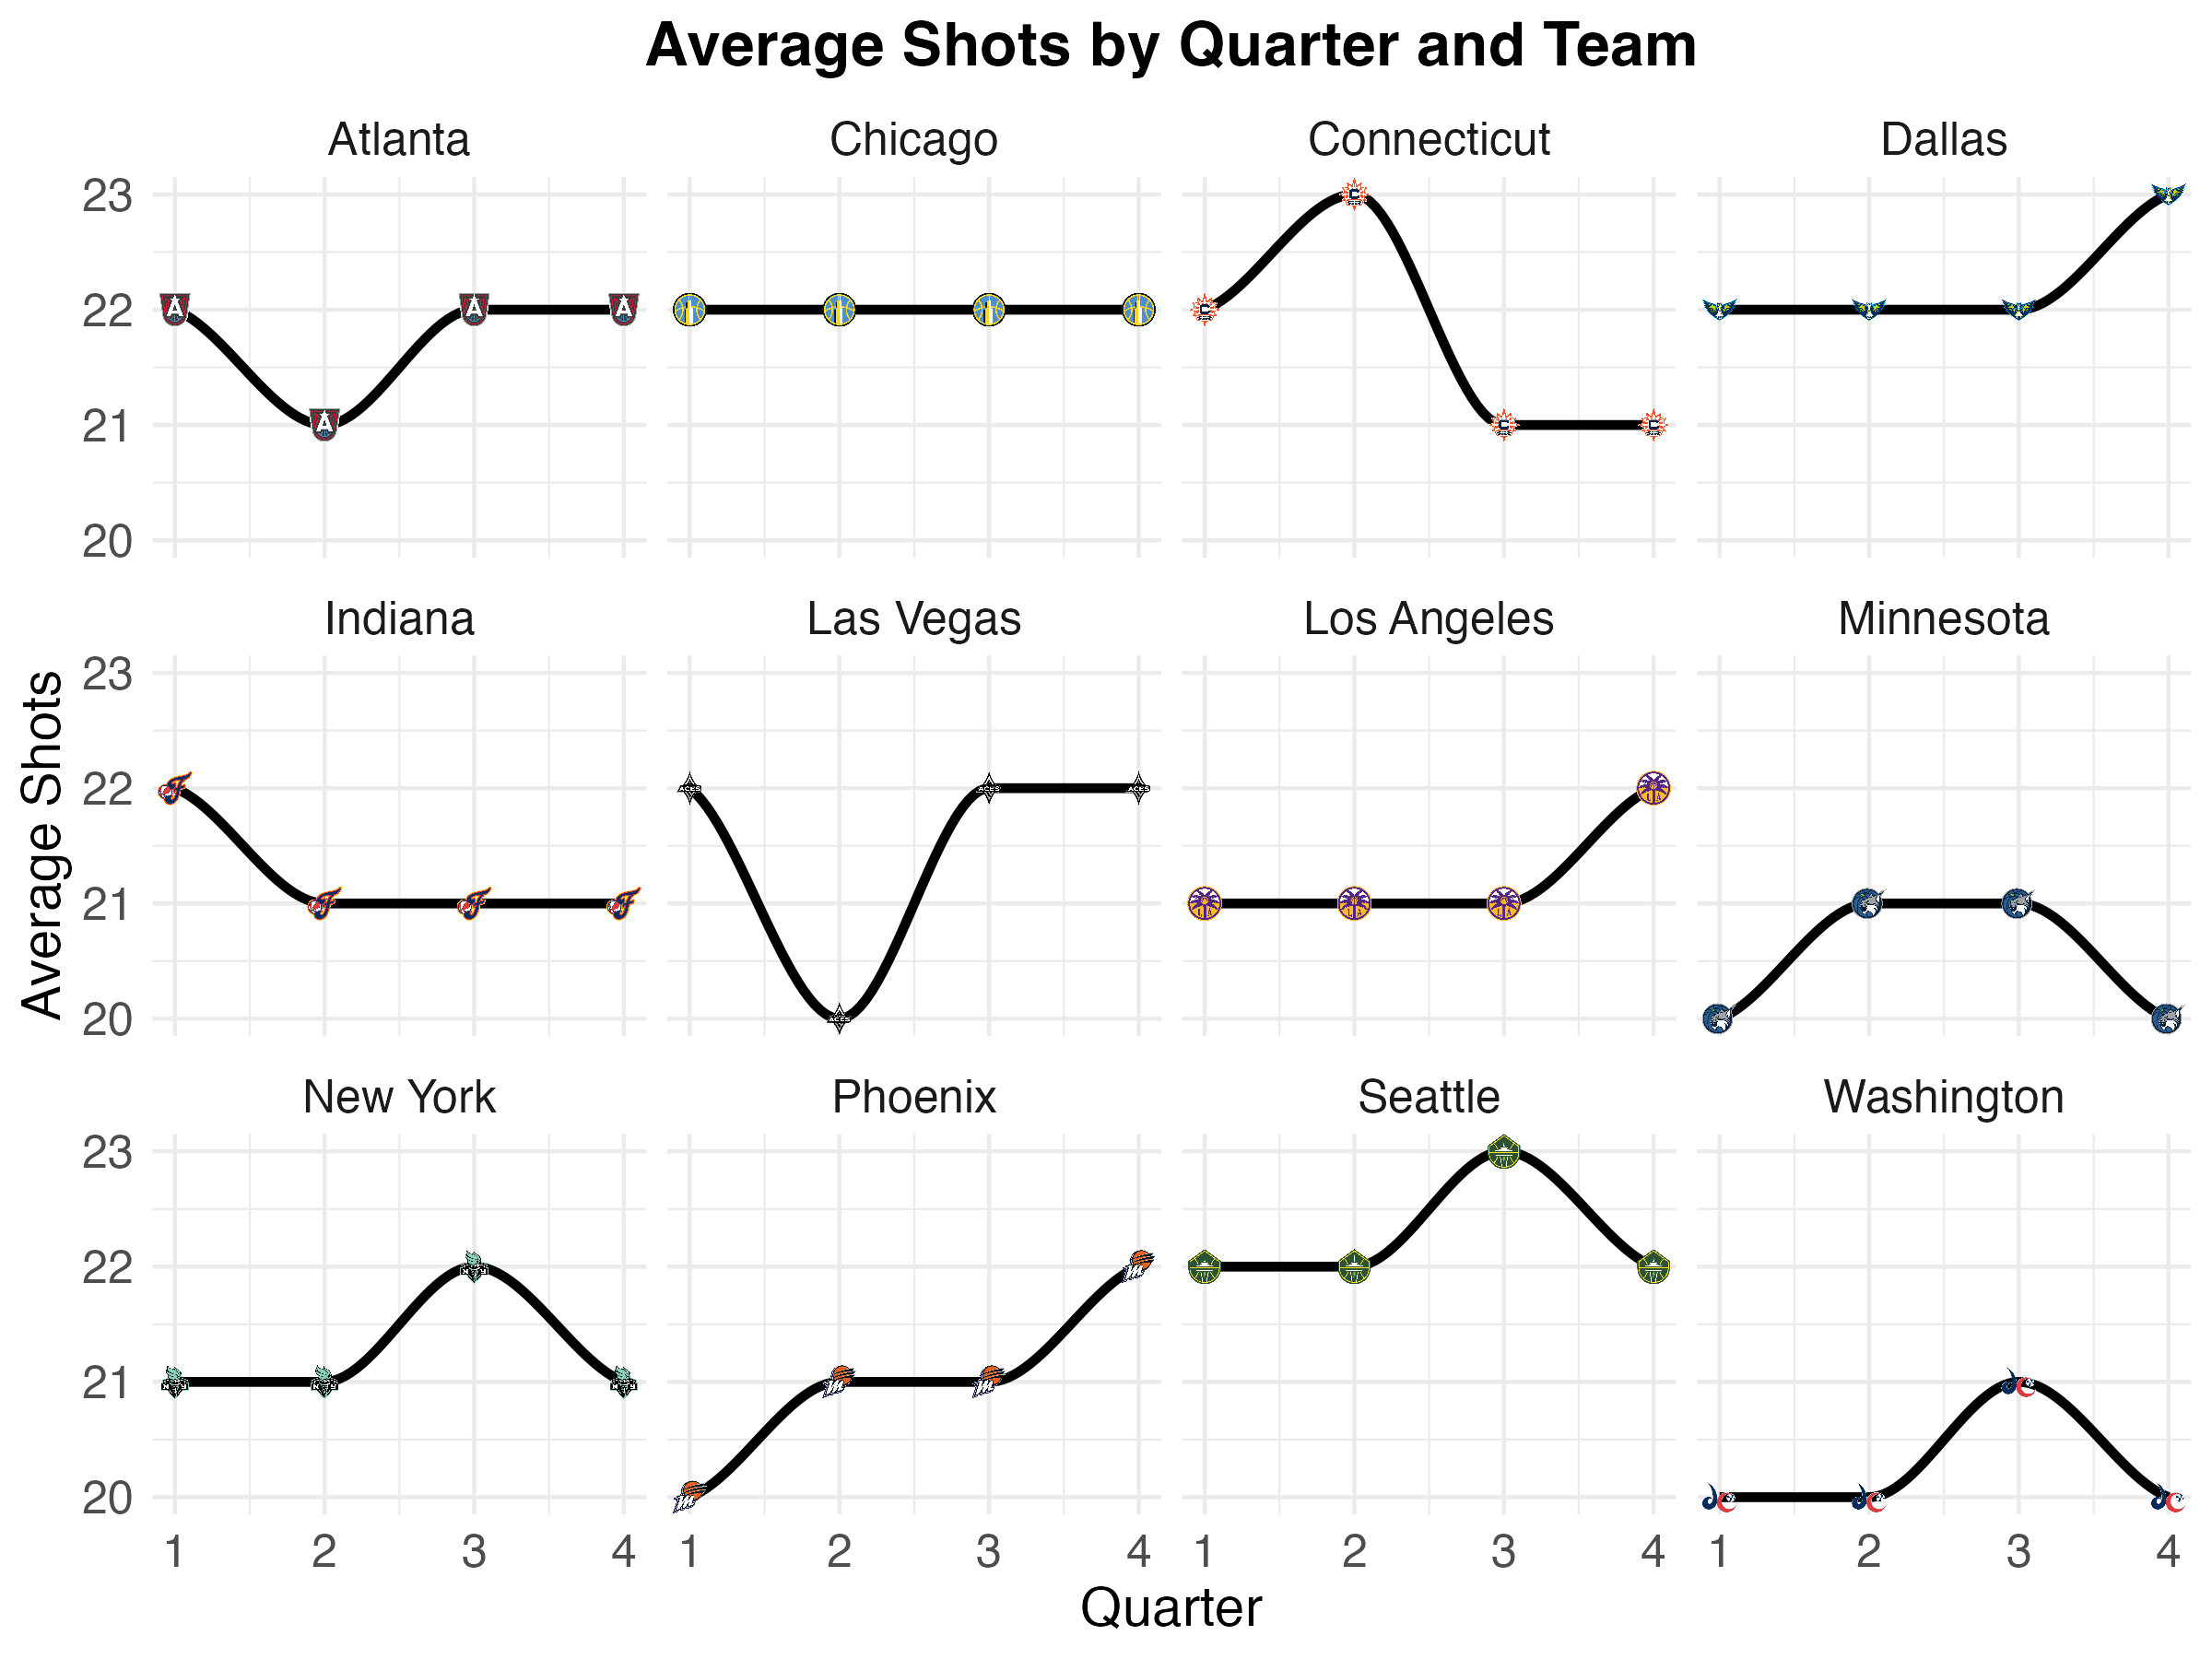 Average Shots by Quarter and Team
Atlanta Chicago Connecticut Dallas
23
22
21
20
Indiana Las Vegas Los Angeles Minnesota
23
22
21
20
Average Shots
New York Phoenix Seattle Washington
23
22
21
20
1 2 3 4 1 2 3 4 1 2 3 4 1 2 3 4
Quarter